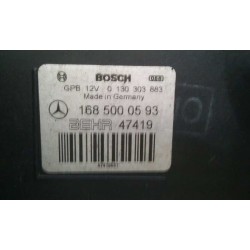 BOSCH
GPB 12V 0 130 303 883
Made in Germany
168 500 05 93
BEHR 47419